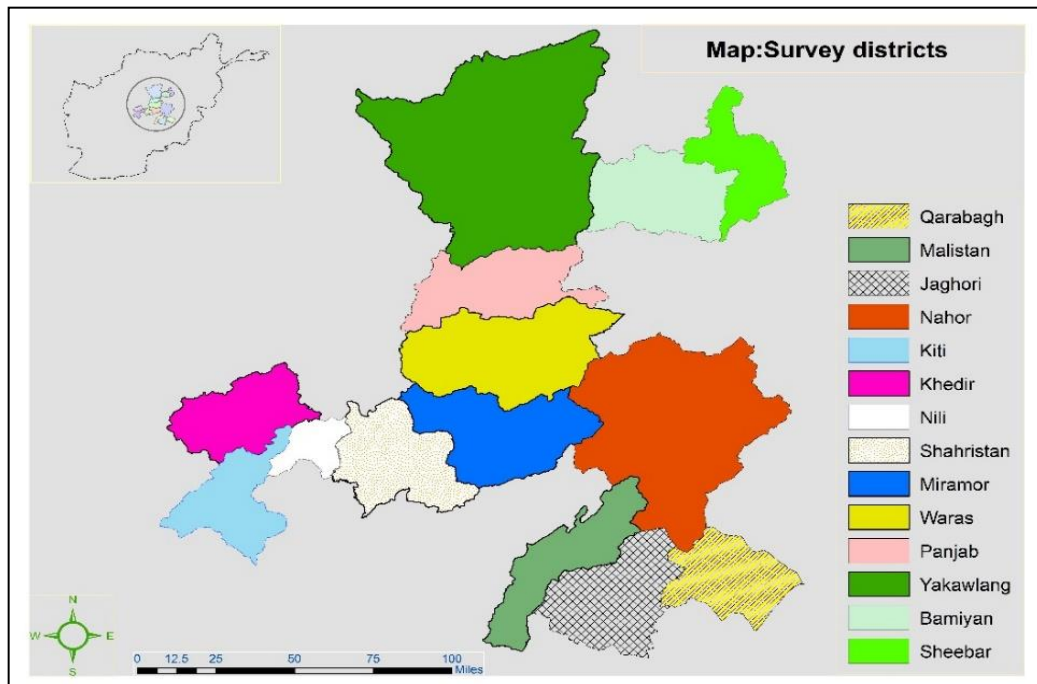 Map:Survey districts
Qarabagh
Malistan
Jaghori
Nahor
Kiti
Khedir
Nili
Shahristan
Miramor
Waras
Panjab
Yakawlang
Bamiyan
Sheebar
N
W E
S
0 12.5 25 50 75 100
Miles